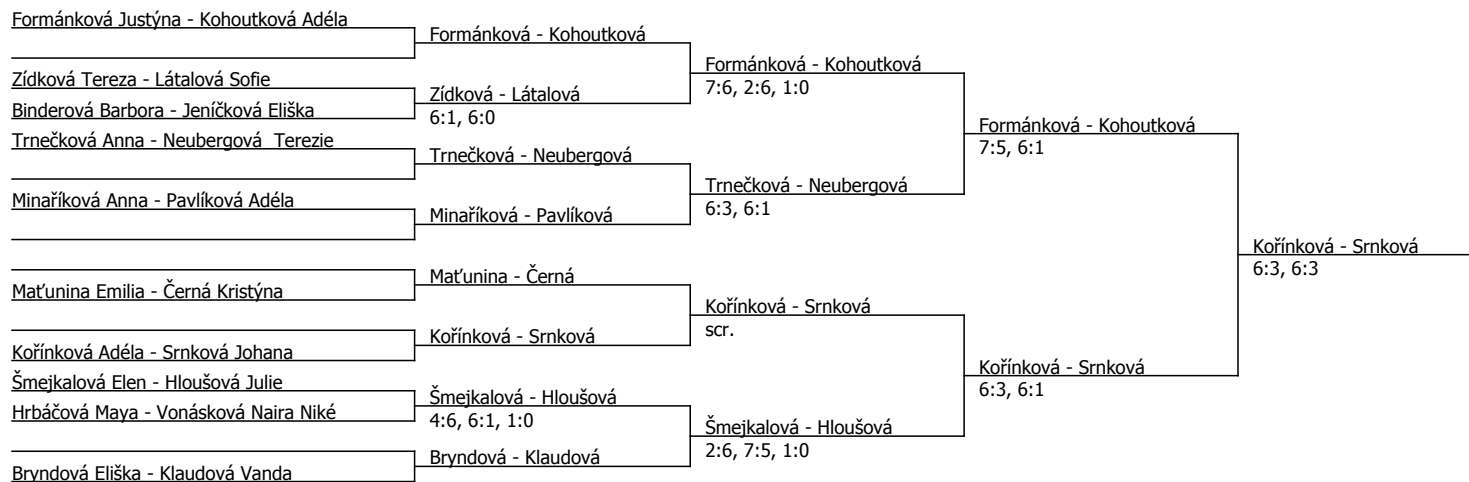 Formánková Justýna - Kohoutková Adéla
Zídková Tereza - Látalová Sofie
Binderová Barbora - Jeníčková Eliška
Trnečková Anna - Neubergová  Terezie
Minaříková Anna - Pavlíková Adéla
Maťunina Emilia - Černá Kristýna
Kořínková Adéla - Srnková Johana
Šmejkalová Elen - Hloušová Julie
Hrbáčová Maya - Vonásková Naira Niké
Bryndová Eliška - Klaudová Vanda
Formánková - Kohoutková
Zídková - Látalová
6:1, 6:0
Trnečková - Neubergová
Minaříková - Pavlíková
Maťunina - Černá
Kořínková - Srnková
Šmejkalová - Hloušová
4:6, 6:1, 1:0
Bryndová - Klaudová
Formánková - Kohoutková
7:6, 2:6, 1:0
Trnečková - Neubergová
6:3, 6:1
Kořínková - Srnková
scr.
Šmejkalová - Hloušová
2:6, 7:5, 1:0
Formánková - Kohoutková
7:5, 6:1
Kořínková - Srnková
6:3, 6:1
Kořínková - Srnková
6:3, 6:3